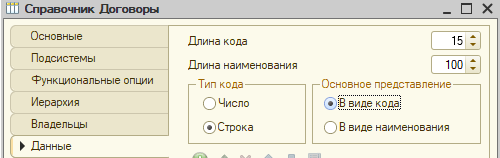 Справочник Договоры
Основные
Подсистемы
Функциональные опции
Иерархия
Владельцы
Данные
Длина кода 15
Длина наименования 100
Тип кода
Число
Строка
Основное представление
В виде кода
В виде наименования